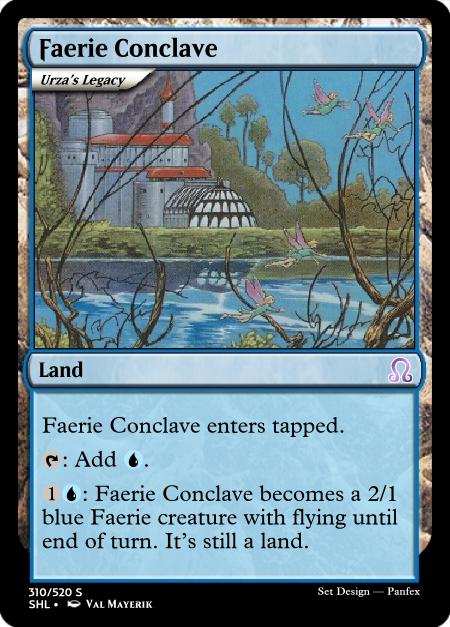 Faerie Conclave
Urza's Legacy
Land
Faerie Conclave enters tapped.
: Add .
1 : Faerie Conclave becomes a 2/1
blue Faerie creature with flying until
end of turn. It's still a land.
310/520 S
Set Design — Panfex
SHL • Val Mayerik